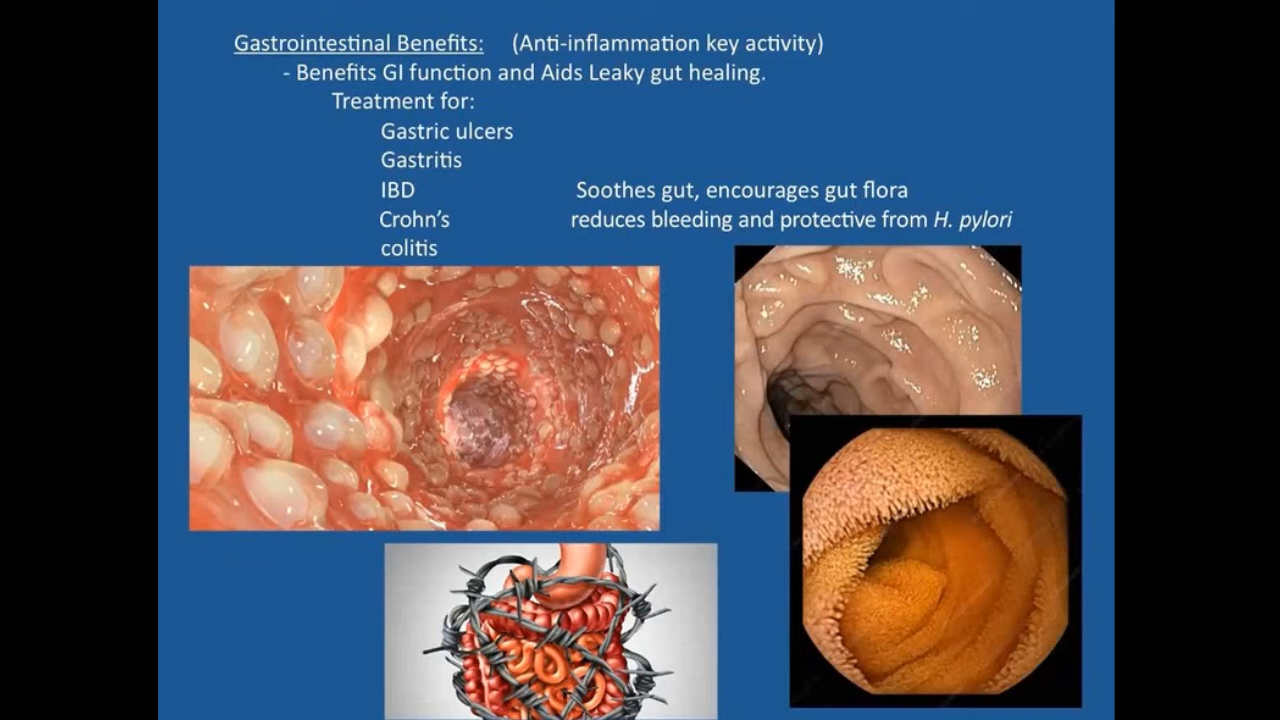 Gastrointestinal Benefits: (Anti-inflammation key activity)
- Benefits GI function and Aids Leaky gut healing.
Treatment for:
Gastric ulcers
Gastritis
IBD Soothes gut, encourages gut flora
Crohn's reduces bleeding and protective from H. pylori
colitis